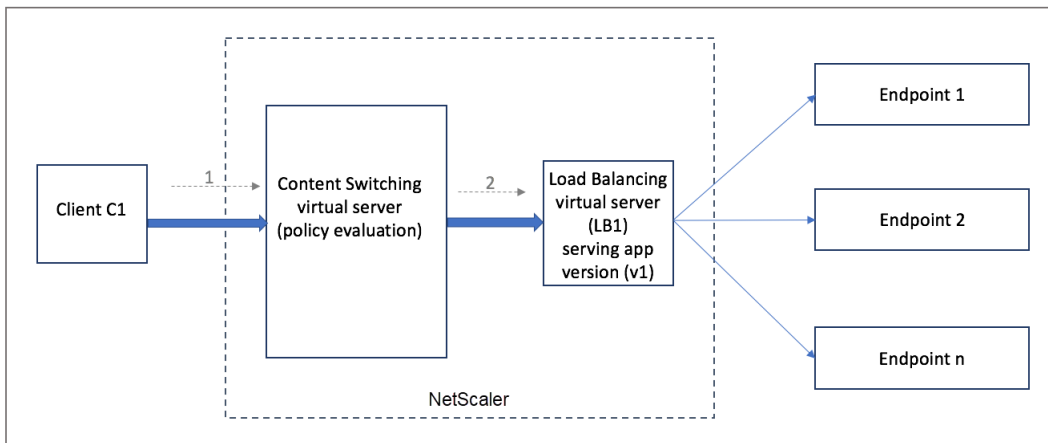 Client C1
1
Content Switching
virtual server
(policy evaluation)
2
Load Balancing
virtual server
(LB1)
serving app
version (v1)
Endpoint 1
Endpoint 2
Endpoint n
NetScaler